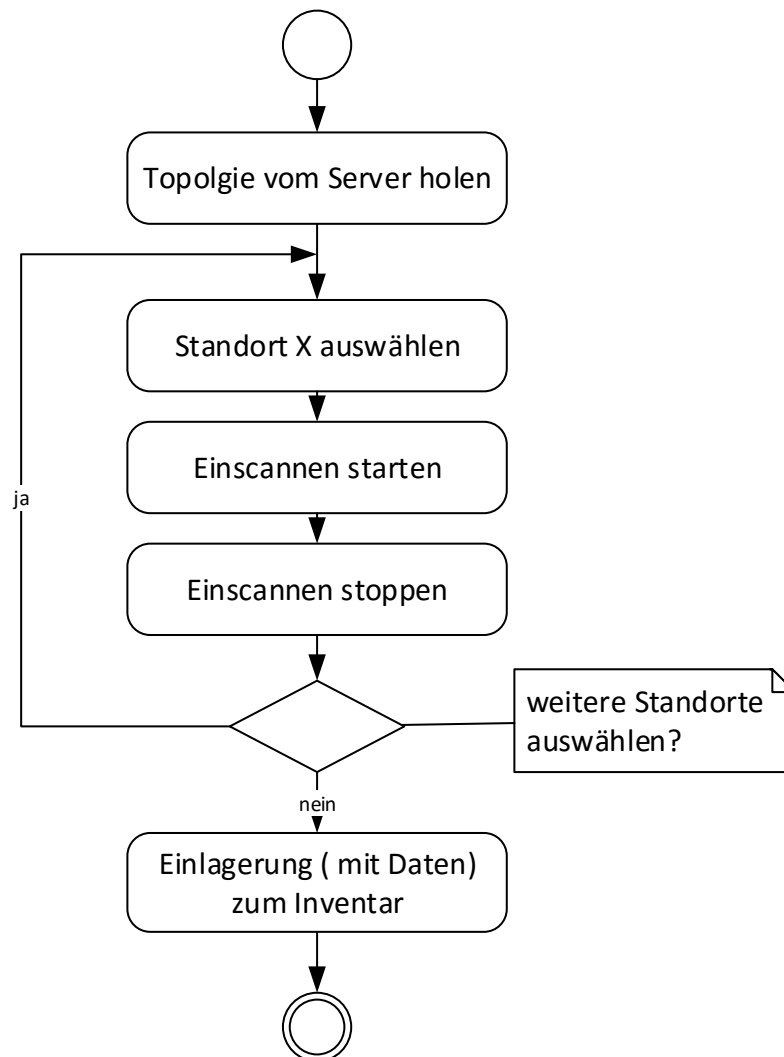 Topolgie vom Server holen
Standort X auswählen
Einscannen starten
ja
Einscannen stoppen
weitere Standorte
auswählen?
nein
Einlagerung ( mit Daten)
zum Inventar